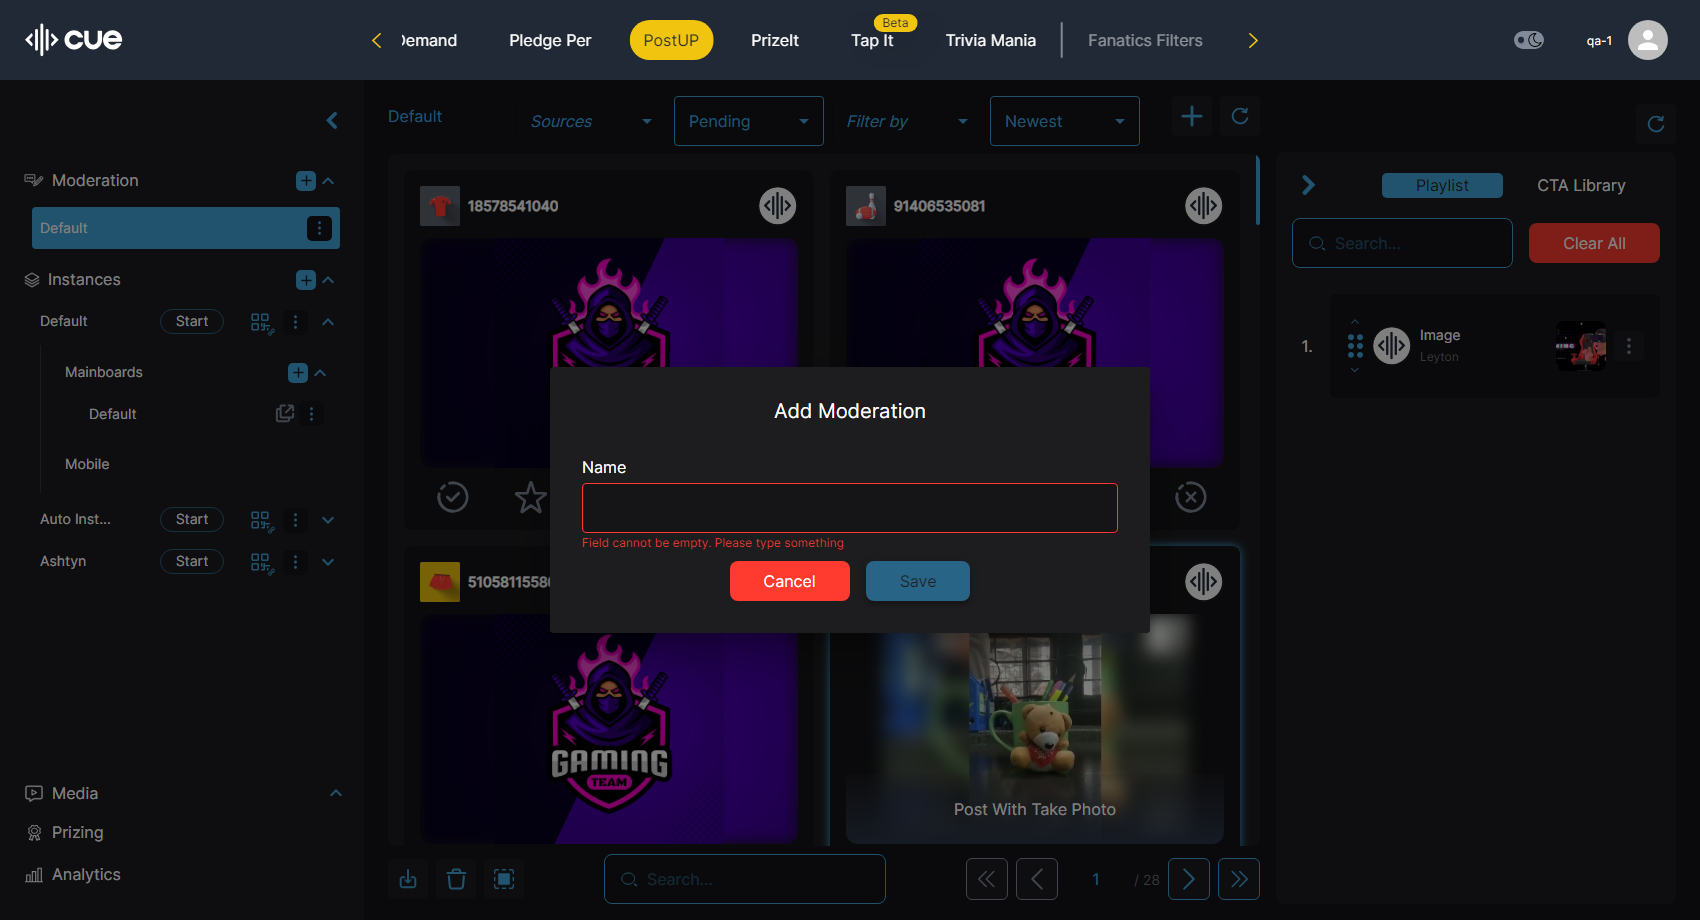 cue
Demand
Pledge Per
PostUP
PrizeIt
Beta
Tap It
Trivia Mania
Fanatics Filters
qa-1
Default
Sources
Pending
Filter by
Newest
Moderation
Default
Instances
Default
Start
Mainboards
Default
Mobile
Auto Inst...
Start
Ashtyn
Start
Media
Prizing
Analytics
18578541040
91406535081
Add Moderation
Name
Field cannot be empty. Please type something
Cancel
Save
GAMING
TEAM
Post With Take Photo
Search...
1
/ 28
Playlist
CTA Library
Search...
Clear All
1.
Image
Leyton